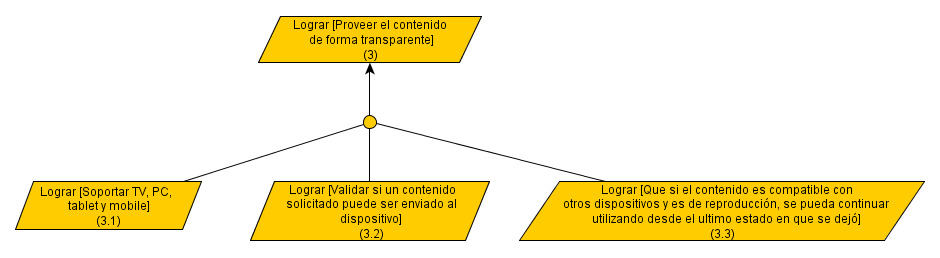 Lograr [Proveer el contenido
de forma transparente]
(3)
Lograr [Soportar TV, PC,
tablet y mobile]
(3.1)
Lograr [Validar si un contenido
solicitado puede ser enviado al
dispositivo]
(3.2)
Lograr [Que si el contenido es compatible con
otros dispositivos y es de reproducción, se pueda continuar
utilizando desde el ultimo estado en que se dejó]
(3.3)